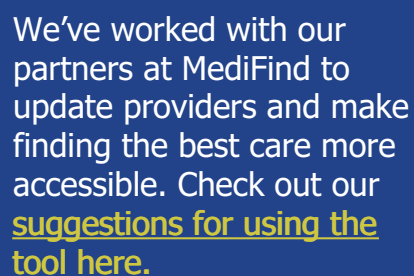 We’ve worked with our
partners at MediFind to
update providers and make
finding the best care more
accessible. Check out our
suggestions for using the
tool here.